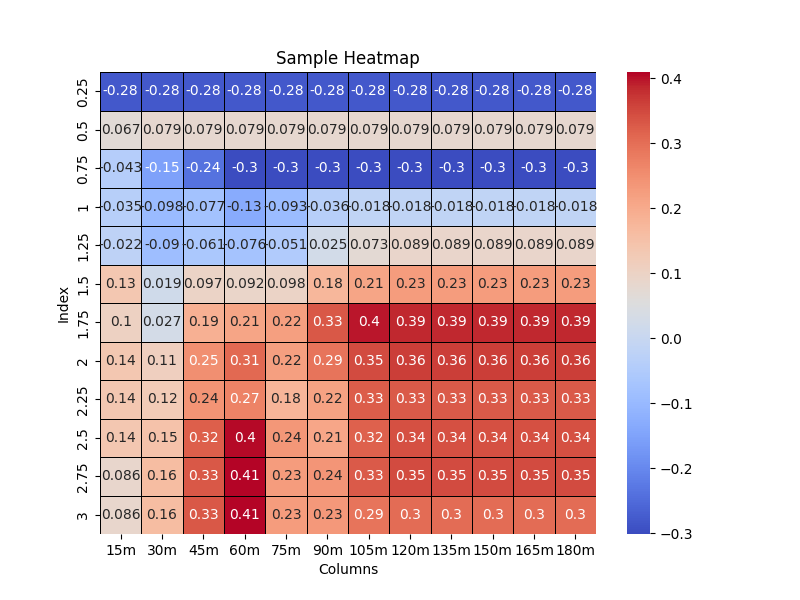 Sample Heatmap
0.25 -0.28 -0.28 -0.28 -0.28 -0.28 -0.28 -0.28 -0.28 -0.28 -0.28 -0.28 -0.28
0.5 0.067 0.079 0.079 0.079 0.079 0.079 0.079 0.079 0.079 0.079 0.079 0.079
0.75 -0.043 -0.15 -0.24 -0.3 -0.3 -0.3 -0.3 -0.3 -0.3 -0.3 -0.3 -0.3
1 -0.035 -0.098 -0.077 -0.13 -0.093 -0.036 -0.018 -0.018 -0.018 -0.018 -0.018 -0.018
1.25 -0.022 -0.09 -0.061 -0.076 -0.051 0.025 0.073 0.089 0.089 0.089 0.089 0.089
1.5 0.13 0.019 0.097 0.092 0.098 0.18 0.21 0.23 0.23 0.23 0.23 0.23
1.75 0.1 0.027 0.19 0.21 0.22 0.33 0.4 0.39 0.39 0.39 0.39 0.39
2 0.14 0.11 0.25 0.31 0.22 0.29 0.35 0.36 0.36 0.36 0.36 0.36
2.25 0.14 0.12 0.24 0.27 0.18 0.22 0.33 0.33 0.33 0.33 0.33 0.33
2.5 0.14 0.15 0.32 0.4 0.24 0.21 0.32 0.34 0.34 0.34 0.34 0.34
2.75 0.086 0.16 0.33 0.41 0.23 0.24 0.33 0.35 0.35 0.35 0.35 0.35
3 0.086 0.16 0.33 0.41 0.23 0.23 0.29 0.3 0.3 0.3 0.3 0.3
15m 30m 45m 60m 75m 90m 105m 120m 135m 150m 165m 180m
Columns
Index
0.4
0.3
0.2
0.1
0.0
−0.1
−0.2
−0.3